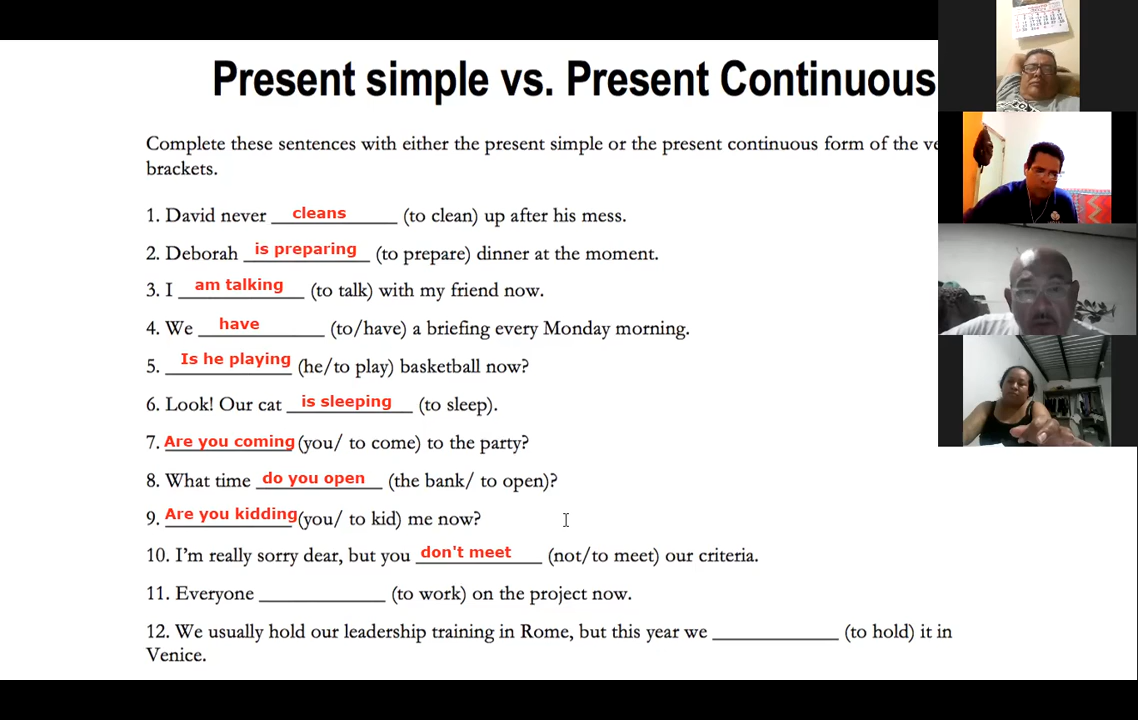 Present simple vs. Present Continuous
Complete these sentences with either the present simple or the present continuous form of the
brackets.
1. David never cleans (to clean) up after his mess.
2. Deborah is preparing (to prepare) dinner at the moment.
3. I am talking (to talk) with my friend now.
4. We have (to/have) a briefing every Monday morning.
5. Is he playing (he/to play) basketball now?
6. Look! Our cat is sleeping (to sleep).
7. Are you coming (you/ to come) to the party?
8. What time do you open (the bank/ to open)?
9. Are you kidding (you/ to kid) me now?
10. I'm really sorry dear, but you don't meet (not/to meet) our criteria.
11. Everyone ____________ (to work) on the project now.
12. We usually hold our leadership training in Rome, but this year we ____________ (to hold) it in
Venice.